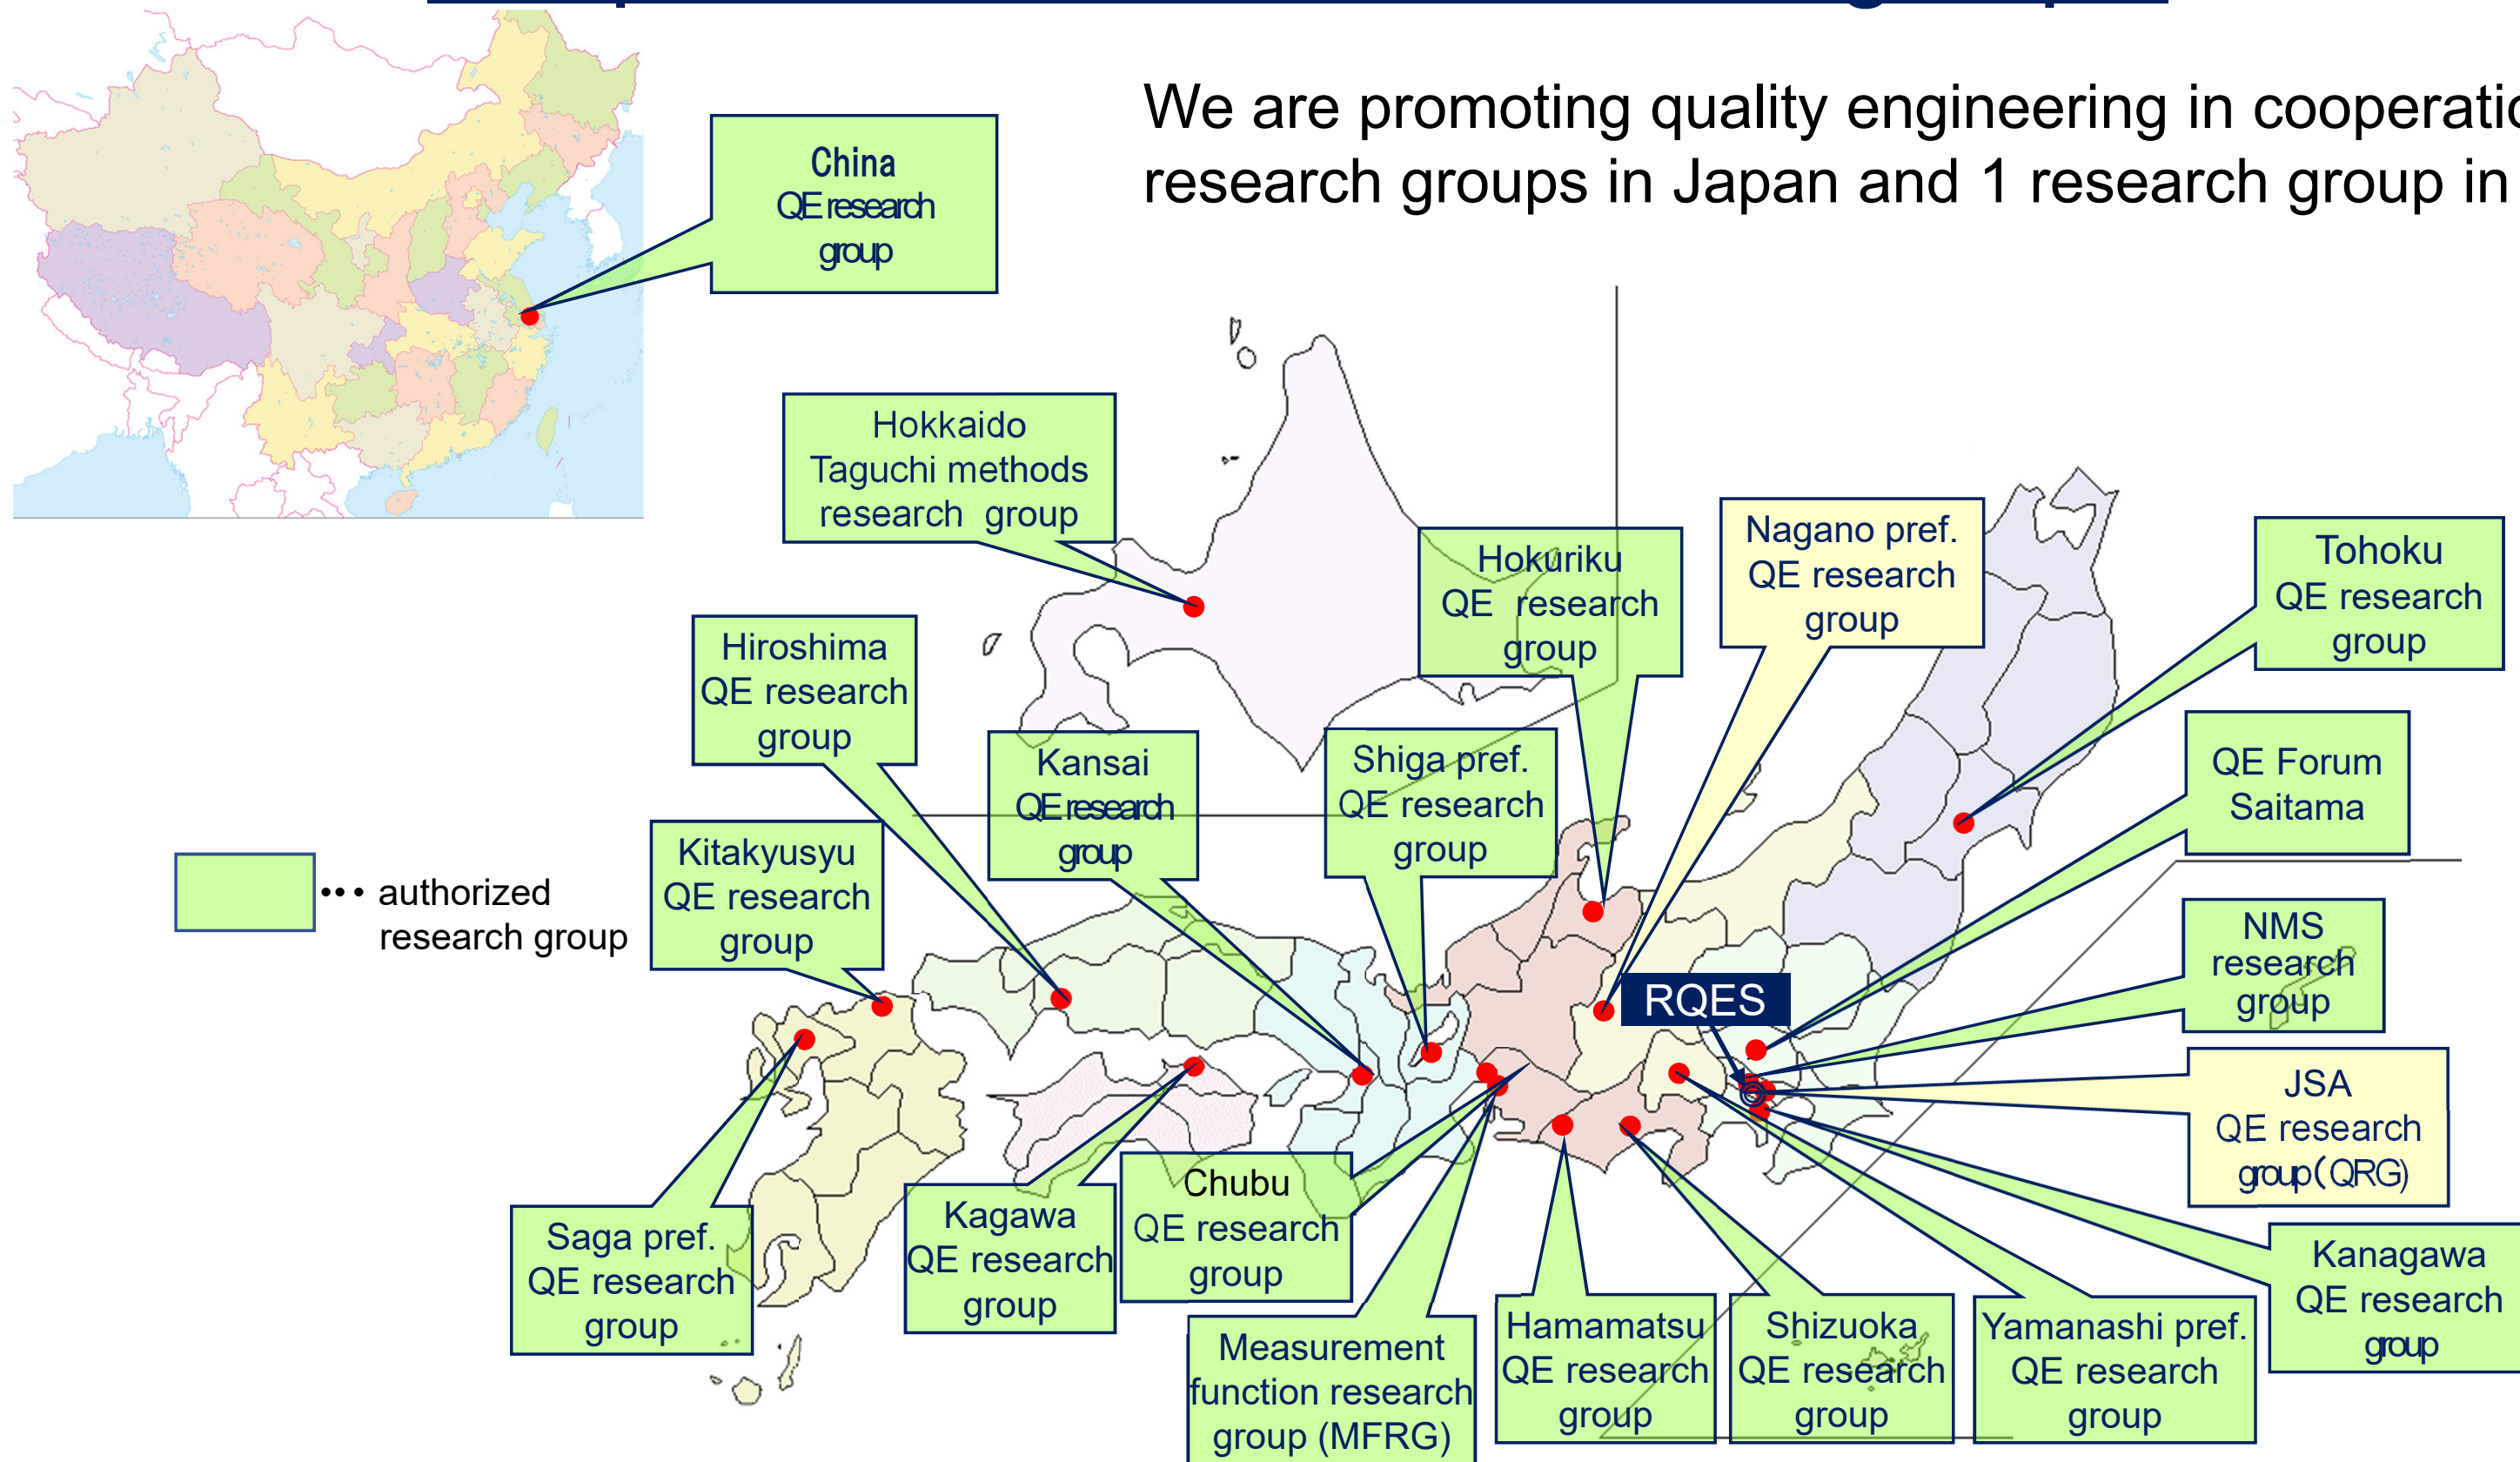 We are promoting quality engineering in cooperatio
research groups in Japan and 1 research group in
China
QE research
group
Hokkaido
Taguchi methods
research group
Hokuriku
QE research
group
Nagano pref.
QE research
group
Tohoku
QE research
group
Hiroshima
QE research
group
Kansai
QE research
group
Shiga pref.
QE research
group
QE Forum
Saitama
Kitakyusyu
QE research
group
••• authorized
research group
NMS
research
group
RQES
JSA
QE research
group(QRG)
Saga pref.
QE research
group
Kagawa
QE research
group
Chubu
QE research
group
Measurement
function research
group (MFRG)
Hamamatsu
QE research
group
Shizuoka
QE research
group
Yamanashi pref.
QE research
group
Kanagawa
QE research
group